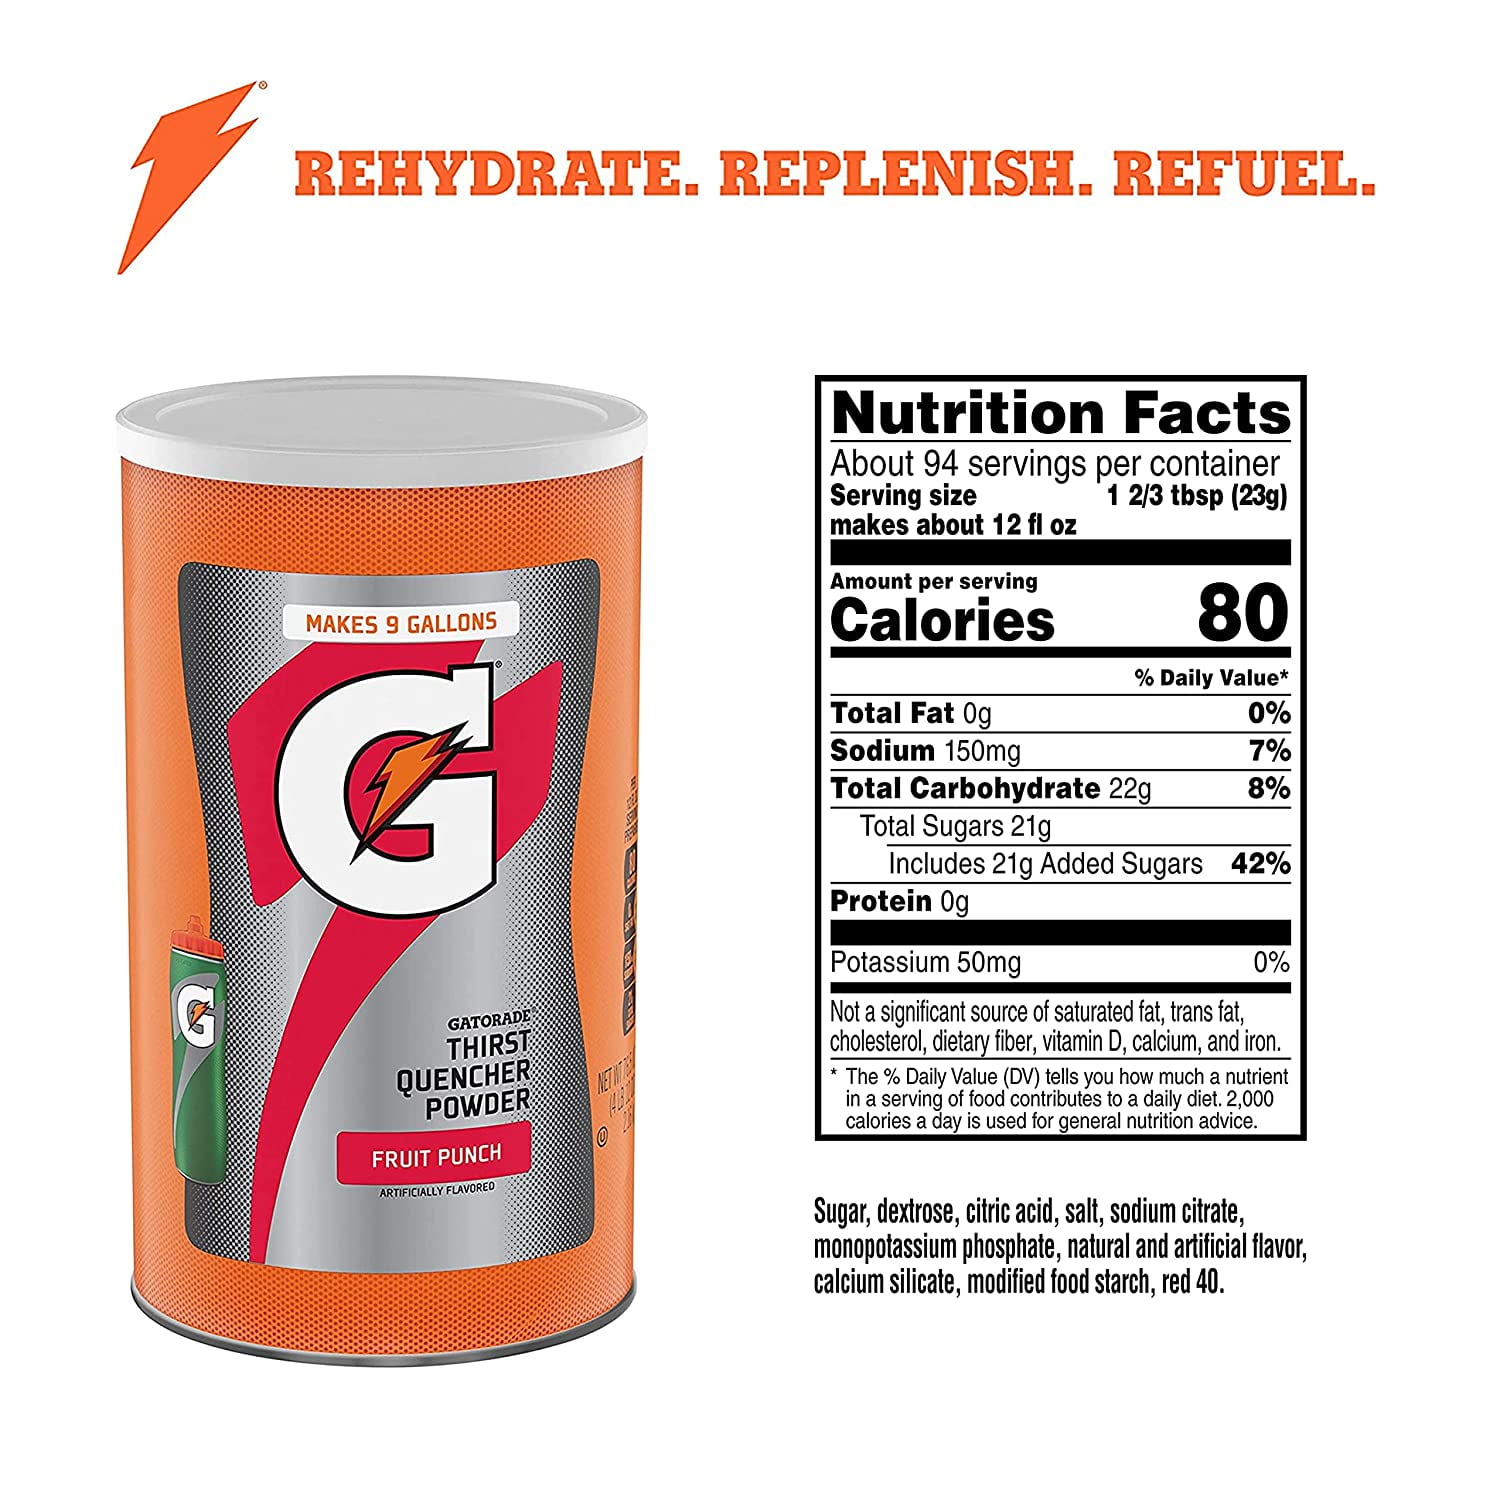 REHYDRATE. REPLENISH. REFUEL.
MAKES 9 GALLONS
G
G
GATORADE
THIRST
QUENCHER
POWDER
FRUIT PUNCH
ARTIFICIALLY FLAVORED
NET WT
Nutrition Facts
About 94 servings per container
Serving size 1 2/3 tbsp (23g)
makes about 12 fl oz
Amount per serving
Calories 80
% Daily Value*
Total Fat 0g 0%
Sodium 150mg 7%
Total Carbohydrate 22g 8%
Total Sugars 21g
Includes 21g Added Sugars 42%
Protein 0g
Potassium 50mg 0%
Not a significant source of saturated fat, trans fat,
cholesterol, dietary fiber, vitamin D, calcium, and iron.
* The % Daily Value (DV) tells you how much a nutrient
in a serving of food contributes to a daily diet. 2,000
calories a day is used for general nutrition advice.
Sugar, dextrose, citric acid, salt, sodium citrate,
monopotassium phosphate, natural and artificial flavor,
calcium silicate, modified food starch, red 40.